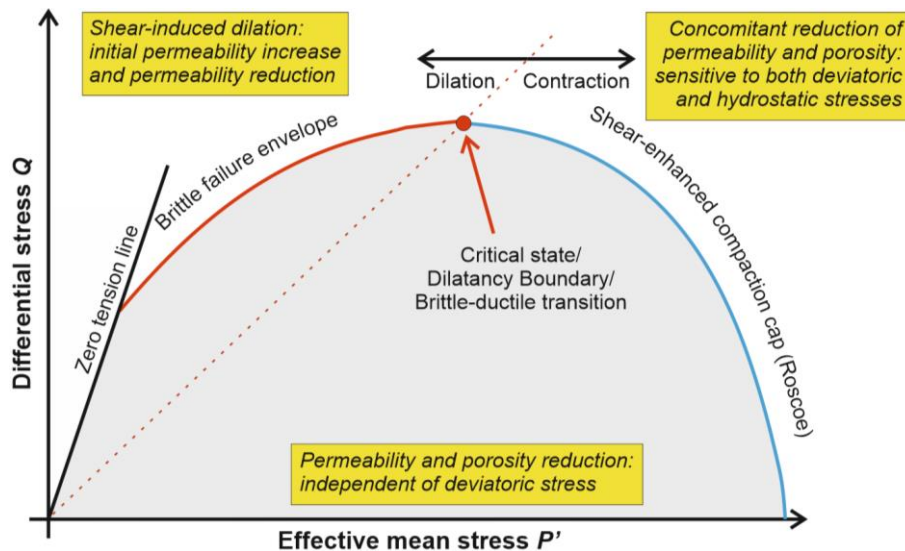 Shear-induced dilation:
initial permeability increase
and permeability reduction
Concomitant reduction of
permeability and porosity:
sensitive to both deviatoric
and hydrostatic stresses
Dilation
Contraction
Differential stress Q
Zero tension line
Brittle failure envelope
Shear-enhanced compaction cap (Roscoe)
Critical state/
Dilatancy Boundary/
Brittle-ductile transition
Permeability and porosity reduction:
independent of deviatoric stress
Effective mean stress P'